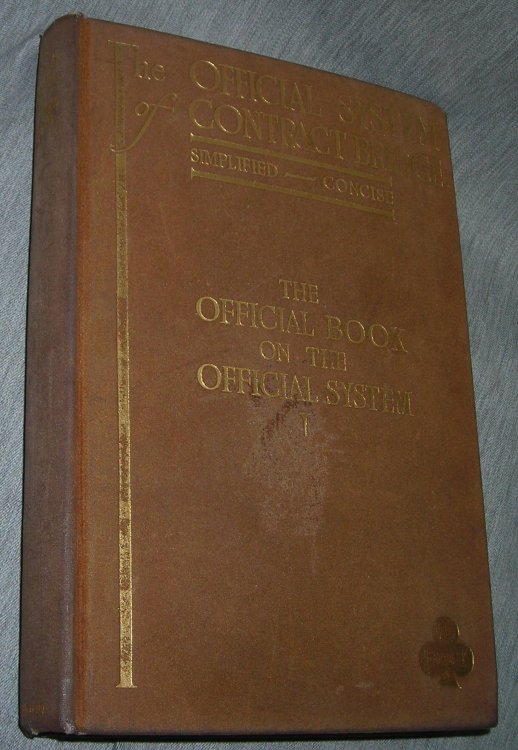 The OFFICIAL SYSTEM
of CONTRACT BRIDGE
SIMPLIFIED — CONCISE
THE
OFFICIAL BOOK
ON THE
OFFICIAL SYSTEM